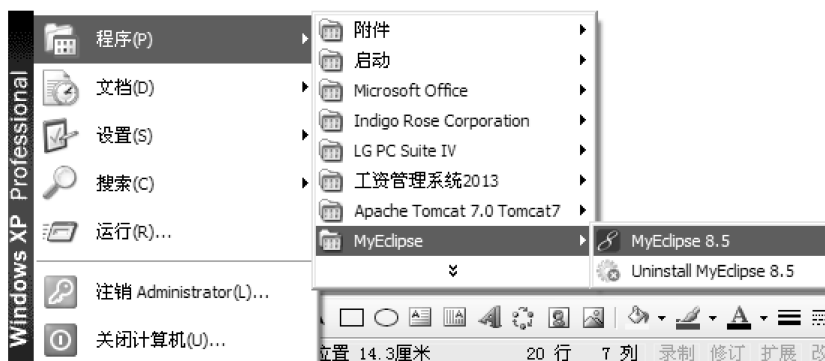 Windows XP Professional
程序(P)
文档(D)
设置(S)
搜索(C)
运行(R)...
注销 Administrator(L)...
关闭计算机(U)...
附件
启动
Microsoft Office
Indigo Rose Corporation
LG PC Suite IV
工资管理系统2013
Apache Tomcat 7.0 Tomcat7
MyEclipse
MyEclipse 8.5
Uninstall MyEclipse 8.5
位置 14.3厘米 20 行 7 列 录制 修订 扩展 改